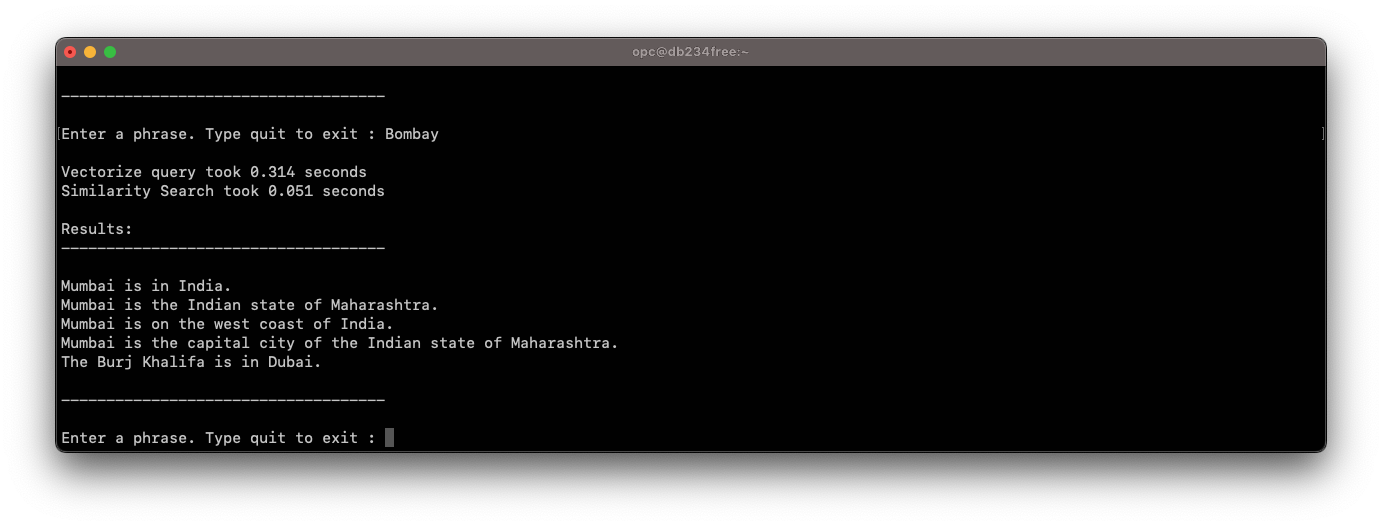 opc@db234free:~
------------------------------------
[Enter a phrase. Type quit to exit : Bombay ]
Vectorize query took 0.314 seconds
Similarity Search took 0.051 seconds
Results:
------------------------------------
Mumbai is in India.
Mumbai is the Indian state of Maharashtra.
Mumbai is on the west coast of India.
Mumbai is the capital city of the Indian state of Maharashtra.
The Burj Khalifa is in Dubai.
------------------------------------
Enter a phrase. Type quit to exit :